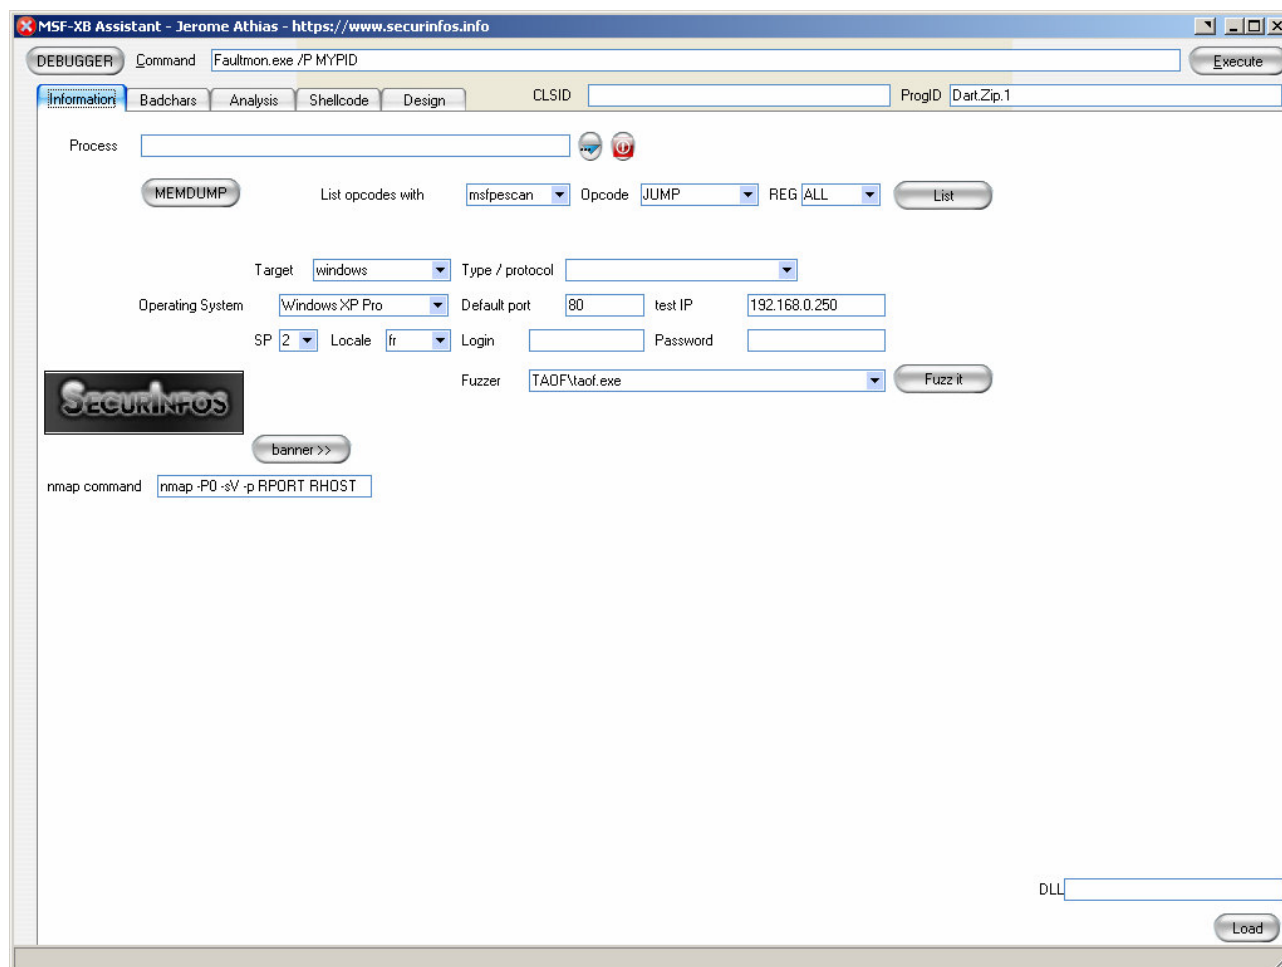 MSF-XB Assistant - Jerome Athias - https://www.securinfos.info
DEBUGGER Command Faultmon.exe /P MYPID Execute
Information Badchars Analysis Shellcode Design CLSID ProgID Dart.Zip.1
Process
MEMDUMP List opcodes with msfpescan Opcode JUMP REG ALL List
Target windows Type / protocol
Operating System Windows XP Pro Default port 80 test IP 192.168.0.250
SP 2 Locale fr Login Password
Fuzzer TAOF\taof.exe Fuzz it
SECURINFOS
banner >>
nmap command nmap -P0 -sV -p RPORT RHOST
DLL
Load